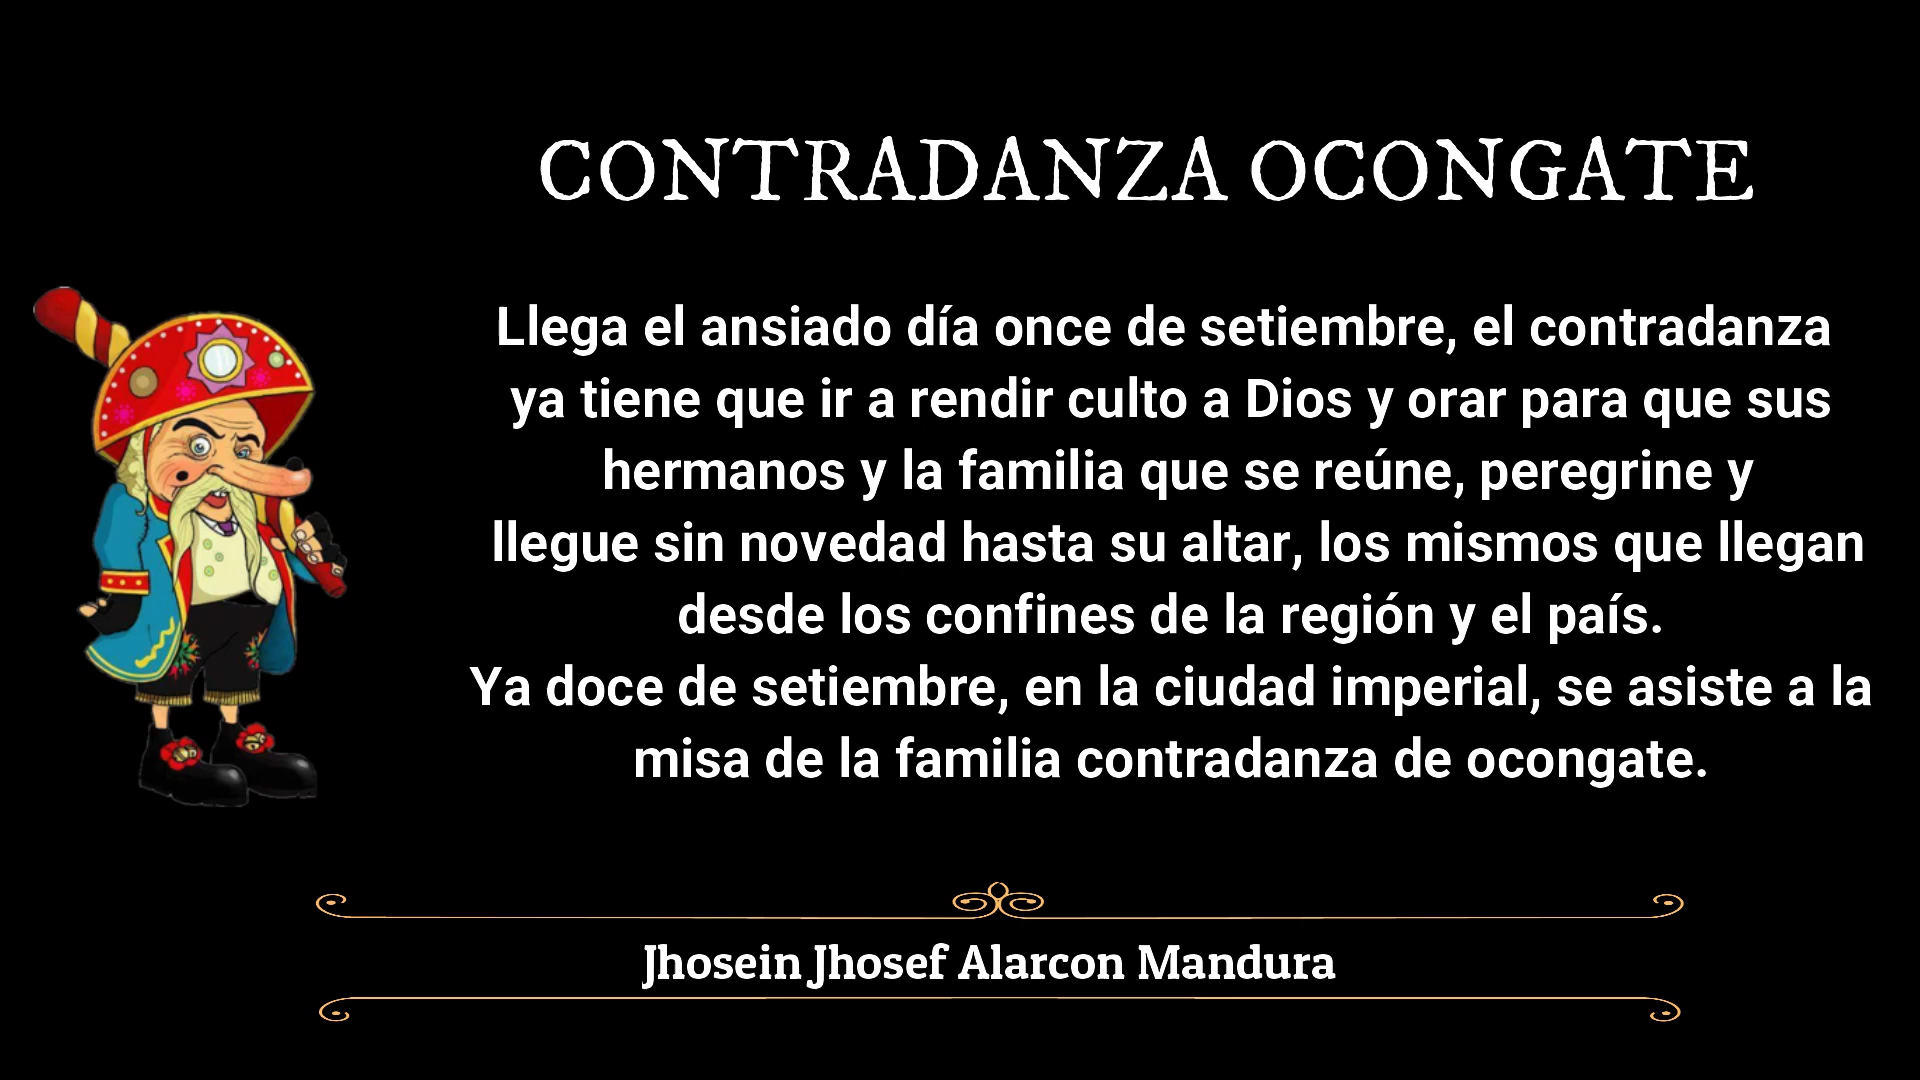 CONTRADANZA OCONGATE
Llega el ansiado día once de setiembre, el contradanza
ya tiene que ir a rendir culto a Dios y orar para que sus
hermanos y la familia que se reúne, peregrine y
llegue sin novedad hasta su altar, los mismos que llegan
desde los confines de la región y el país.
Ya doce de setiembre, en la ciudad imperial, se asiste a la
misa de la familia contradanza de ocongate.
Jhosein Jhosef Alarcon Mandura